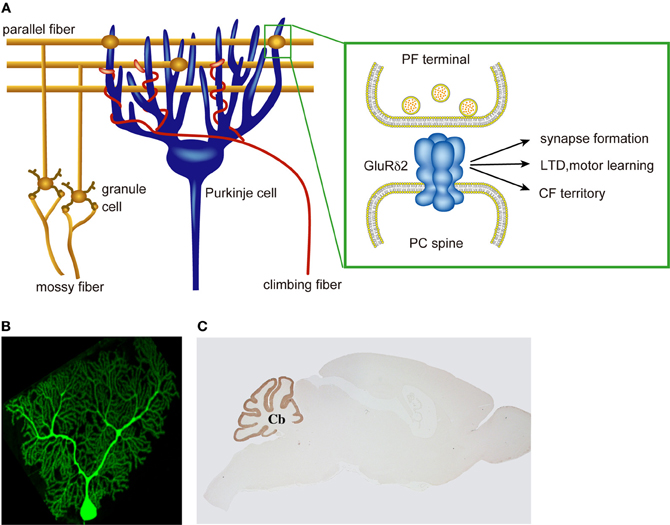 A
parallel fiber
granule
cell
Purkinje cell
mossy fiber
climbing fiber
PF terminal
GluRδ2
synapse formation
LTD,motor learning
CF territory
PC spine
B
C
Cb